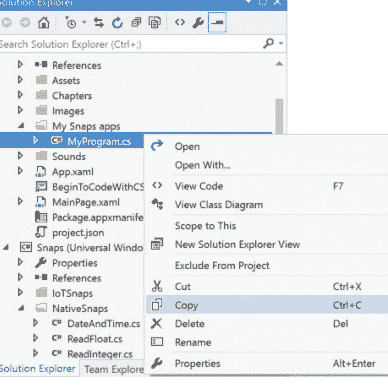 Solution Explorer
Search Solution Explorer (Ctrl+;)
References
Assets
Chapters
Images
My Snaps apps
C# MyProgram.cs
Sounds
App.xaml
BeginToCodeWithCS
MainPage.xaml
Package.appxmanife
project.json
Snaps (Universal Windo
Properties
References
IoTSnaps
NativeSnaps
C# DateAndTime.cs
C# ReadFloat.cs
C# ReadInteger.cs
Solution Explorer Team Explore
Open
Open With...
View Code F7
View Class Diagram
Scope to This
New Solution Explorer View
Exclude From Project
Cut Ctrl+X
Copy Ctrl+C
Delete Del
Rename
Properties Alt+Enter